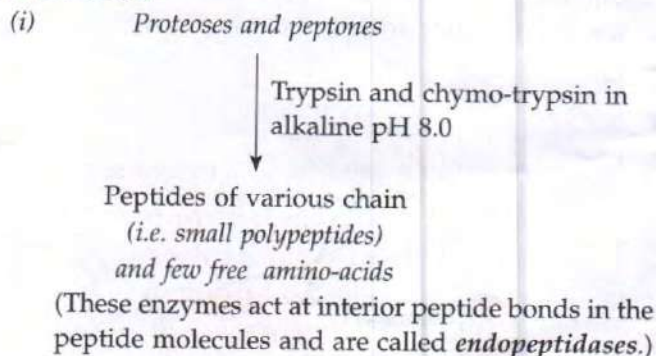 (i) Proteoses and peptones
Trypsin and chymo-trypsin in
alkaline pH 8.0
Peptides of various chain
(i.e. small polypeptides)
and few free amino-acids
(These enzymes act at interior peptide bonds in the
peptide molecules and are called endopeptidases.)